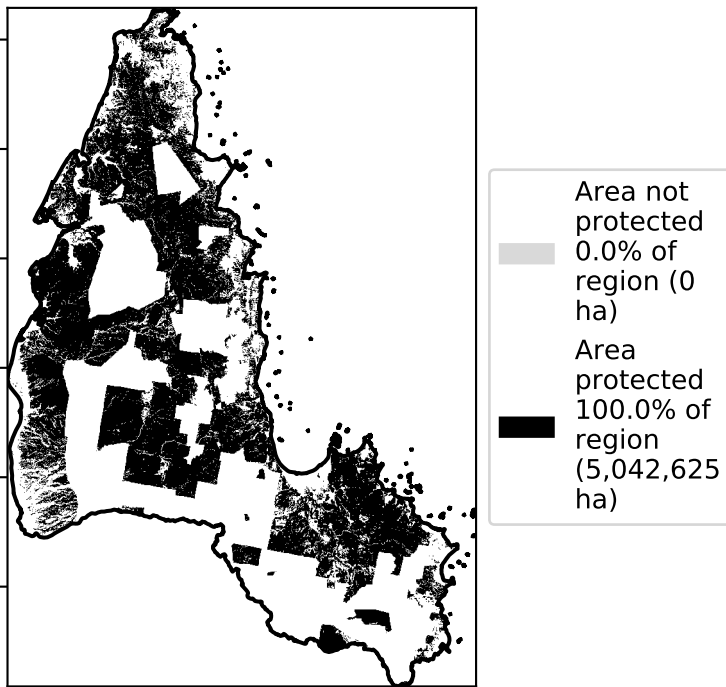 Area not
protected
0.0% of
region (0
ha)
Area
protected
100.0% of
region
(5,042,625
ha)